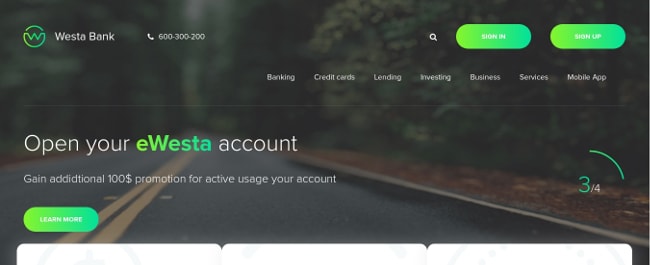 Westa Bank
600-300-200
SIGN IN
SIGN UP
Banking Credit cards Lending Investing Business Services Mobile App
Open your eWesta account
Gain addidtional 100$ promotion for active usage your account
3/4
LEARN MORE